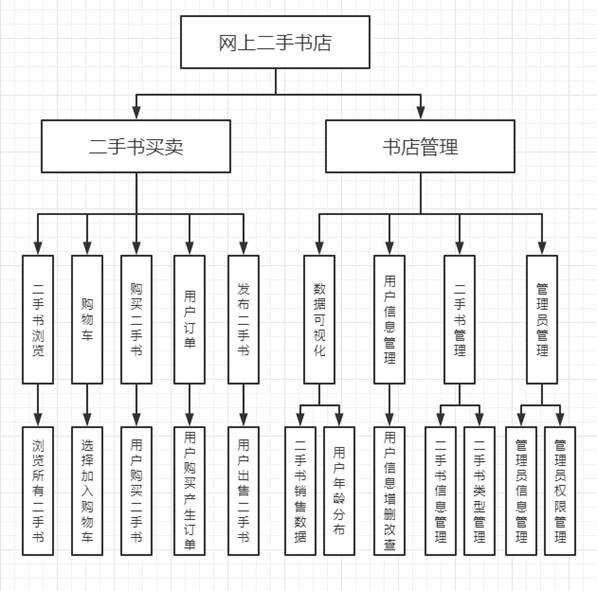 网上二手书店
二手书买卖
书店管理
二手书浏览
购物车
购买二手书
用户订单
发布二手书
数据可视化
用户信息管理
二手书管理
管理员管理
浏览所有二手书
选择加入购物车
用户购买二手书
用户购买产生订单
用户出售二手书
二手书销售数据
用户年龄分布
用户信息增删改查
二手书信息管理
二手书类型管理
管理员信息管理
管理员权限管理